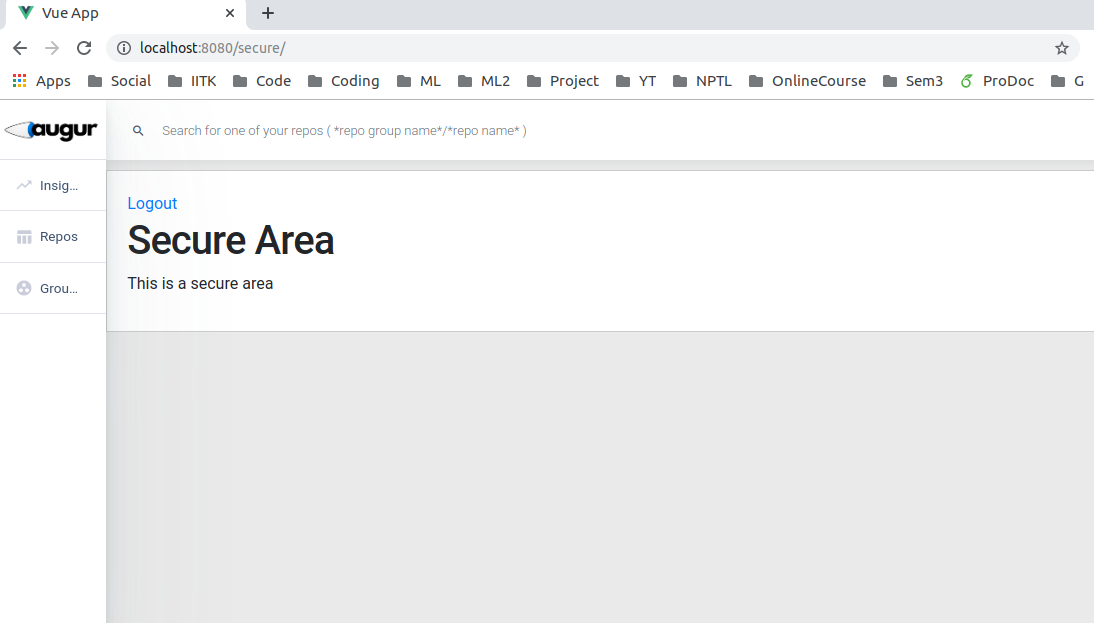 Vue App
localhost:8080/secure/
Apps Social IITK Code Coding ML ML2 Project YT NPTL OnlineCourse Sem3 ProDoc G
augur
Search for one of your repos ( *repo group name*/*repo name* )
Insig...
Repos
Grou...
Logout
Secure Area
This is a secure area